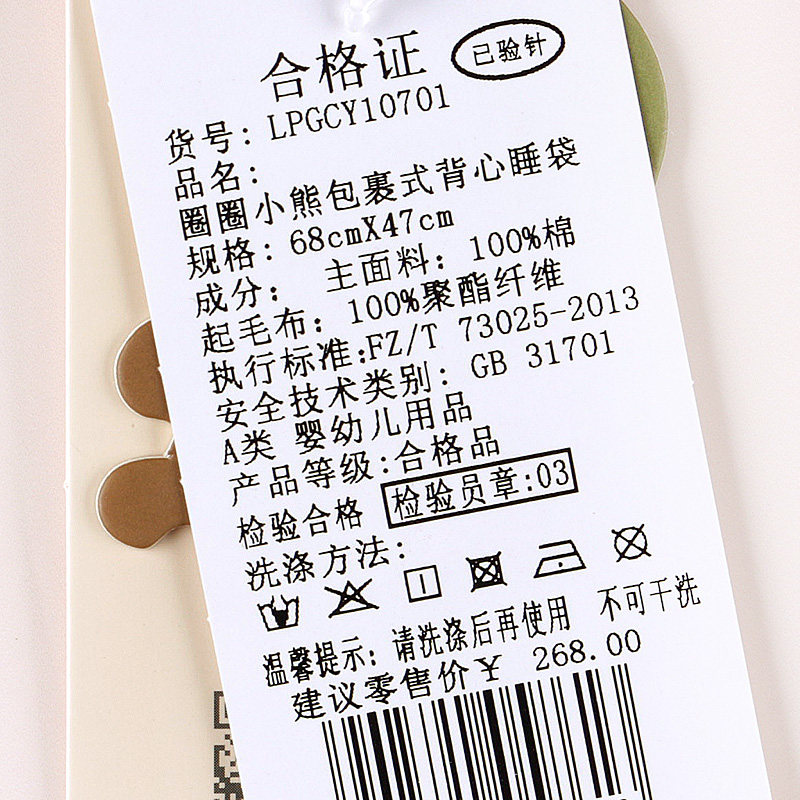 合格证 已验针
货号: LPGCY10701
品名:
圈圈小熊包裹式背心睡袋
规格: 68cmX47cm
成分: 主面料: 100%棉
起毛布: 100%聚酯纤维
执行标准:FZ/T 73025-2013
安全技术类别: GB 31701
A类 婴幼儿用品
产品等级:合格品
检验合格 检验员章:03
洗涤方法:
温馨提示: 请洗涤后再使用 不可干洗
建议零售价¥ 268.00